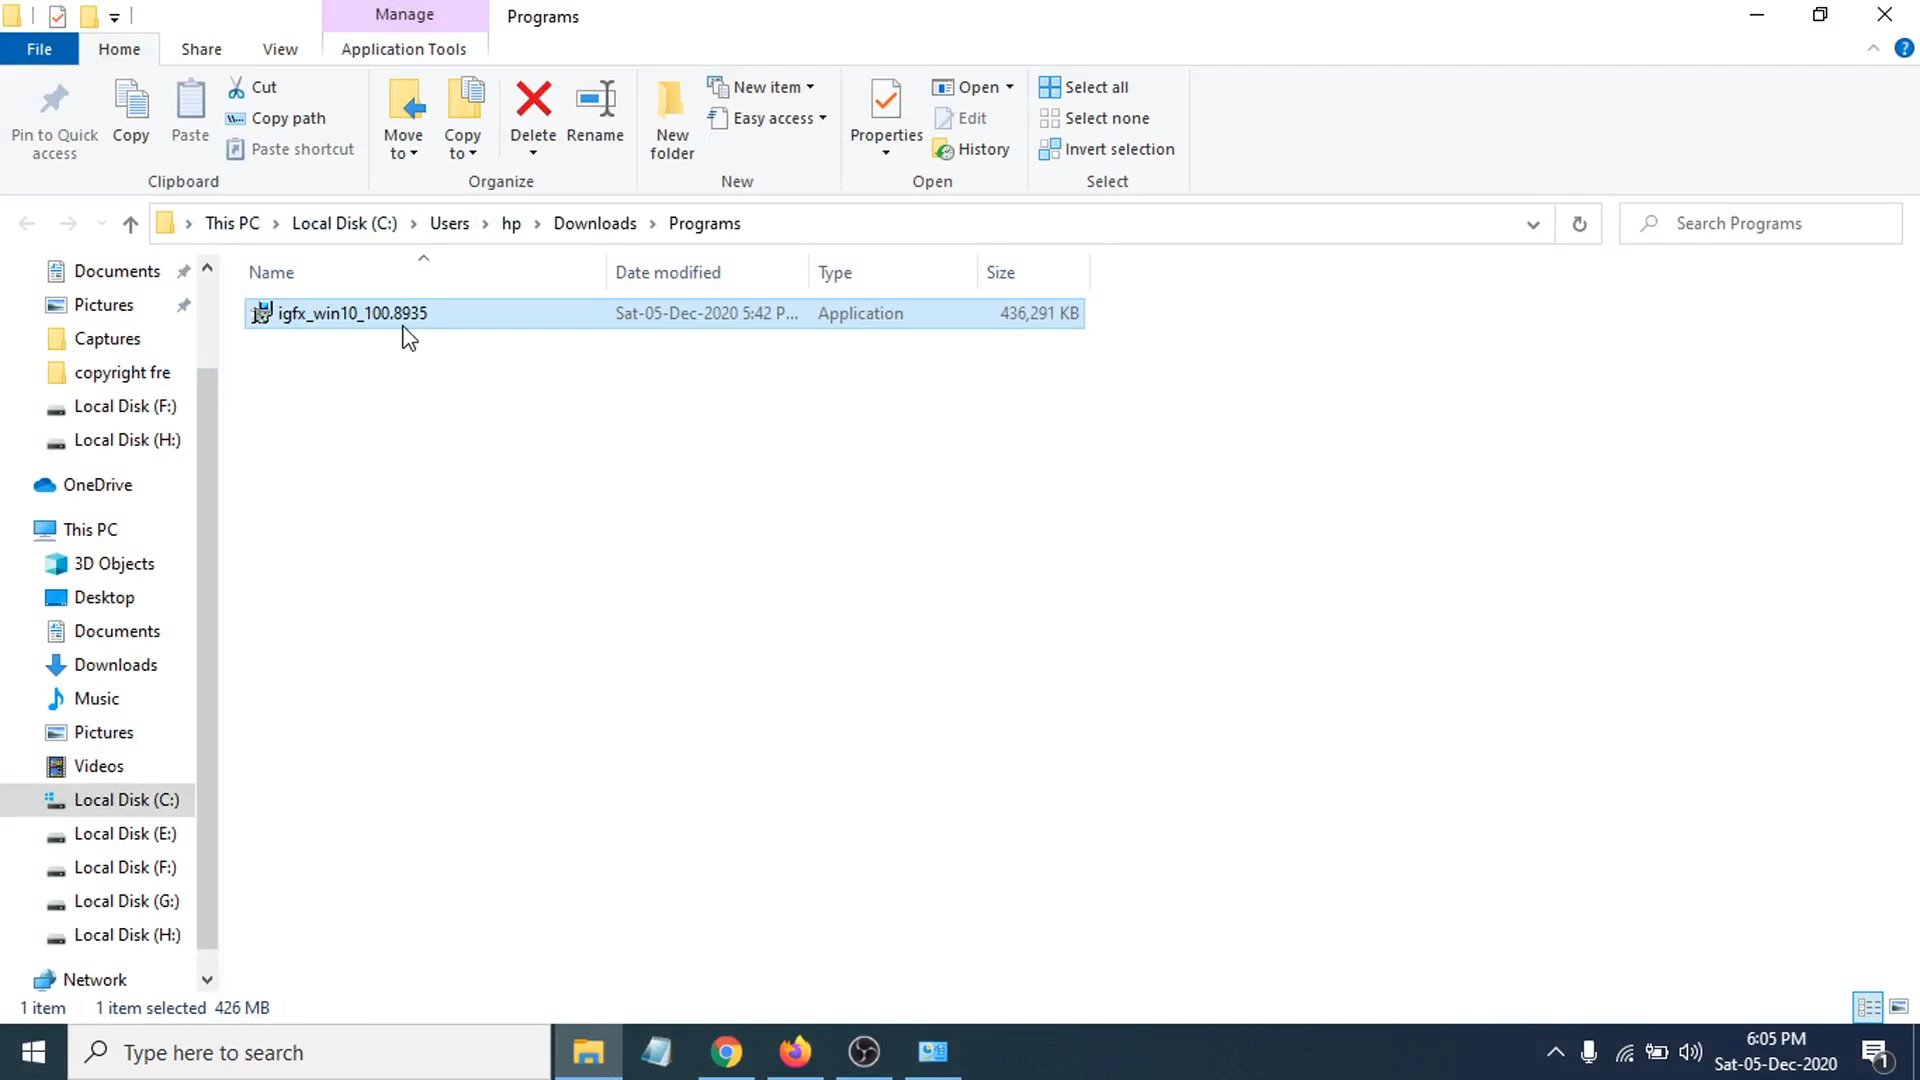 Manage
Programs
File
Home
Share
View
Application Tools
Pin to Quick access
Copy
Paste
Cut
Copy path
Paste shortcut
Clipboard
Move to
Copy to
Delete
Rename
Organize
New folder
New item
Easy access
New
Properties
Open
Edit
History
Open
Select all
Select none
Invert selection
Select
This PC
Local Disk (C:)
Users
hp
Downloads
Programs
Search Programs
Name
Date modified
Type
Size
igfx_win10_100.8935
Sat-05-Dec-2020 5:42 P...
Application
436,291 KB
Documents
Pictures
Captures
copyright fre
Local Disk (F:)
Local Disk (H:)
OneDrive
This PC
3D Objects
Desktop
Documents
Downloads
Music
Pictures
Videos
Local Disk (C:)
Local Disk (E:)
Local Disk (F:)
Local Disk (G:)
Local Disk (H:)
Network
1 item
1 item selected 426 MB
Type here to search
6:05 PM
Sat-05-Dec-2020
1